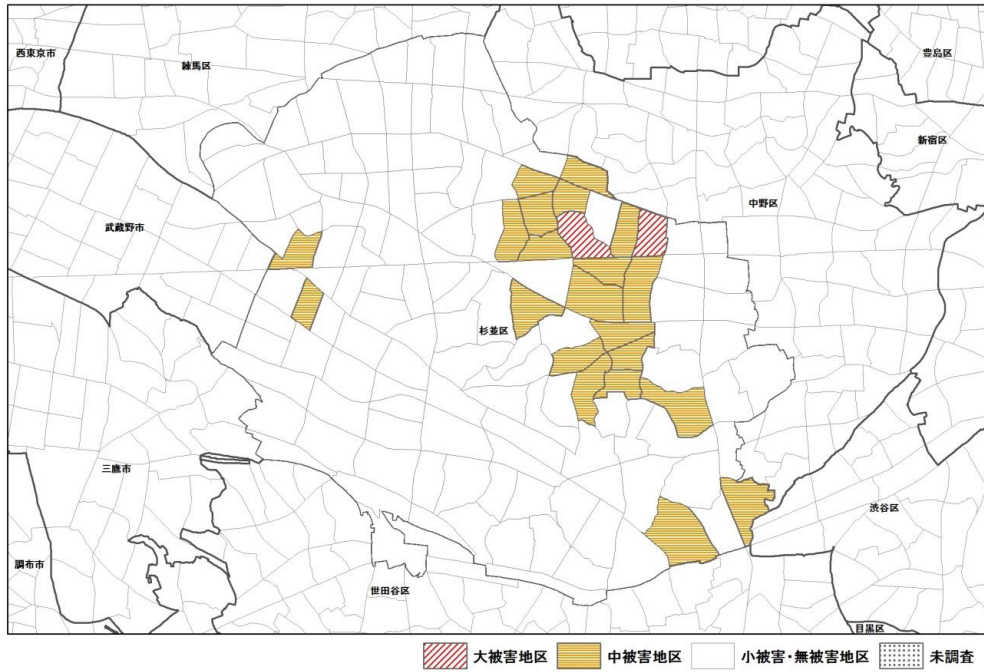 西東京市
練馬区
豊島区
新宿区
中野区
武蔵野市
杉並区
三鷹市
渋谷区
調布市
世田谷区
目黒区
大被害地区 中被害地区 小被害・無被害地区 未調査